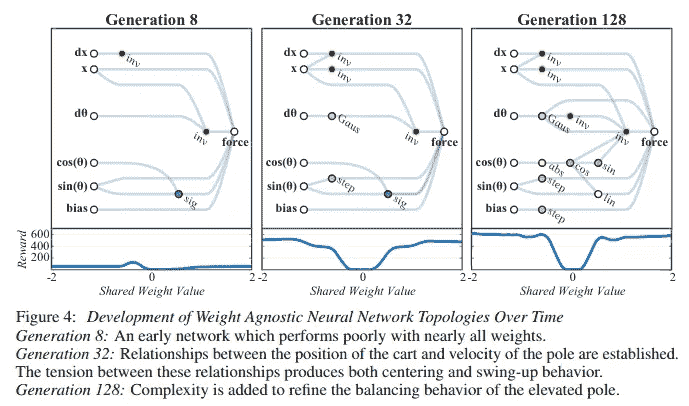 Generation 8
Generation 32
Generation 128
dx
x
dθ
cos(θ)
sin(θ)
bias
inv
inv
sig
force
dx
x
dθ
cos(θ)
sin(θ)
bias
inv
inv
Gaus
inv
step
sig
force
dx
x
dθ
cos(θ)
sin(θ)
bias
inv
inv
Gaus
inv
inv
abs
cos
sin
step
lin
step
force
Reward
600
400
200
-2 0 2
-2 0 2
-2 0 2
Shared Weight Value
Shared Weight Value
Shared Weight Value
Figure 4: Development of Weight Agnostic Neural Network Topologies Over Time
Generation 8: An early network which performs poorly with nearly all weights.
Generation 32: Relationships between the position of the cart and velocity of the pole are established.
The tension between these relationships produces both centering and swing-up behavior.
Generation 128: Complexity is added to refine the balancing behavior of the elevated pole.